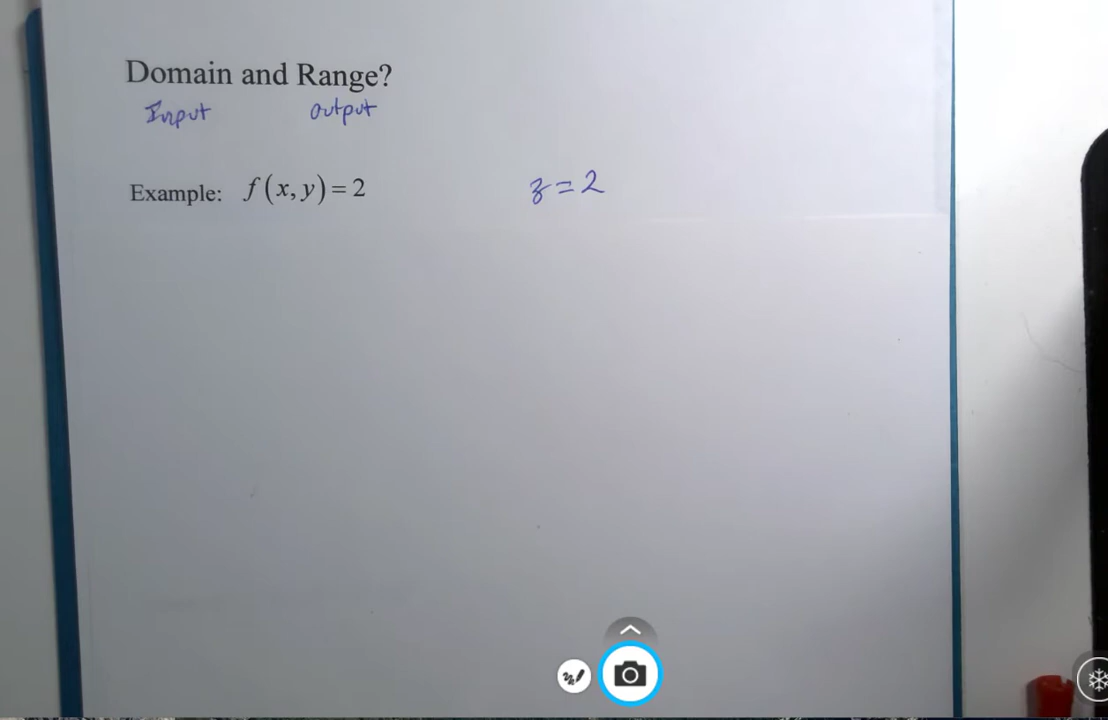 Domain and Range?
Input Output
Example: f(x, y) = 2 z = 2